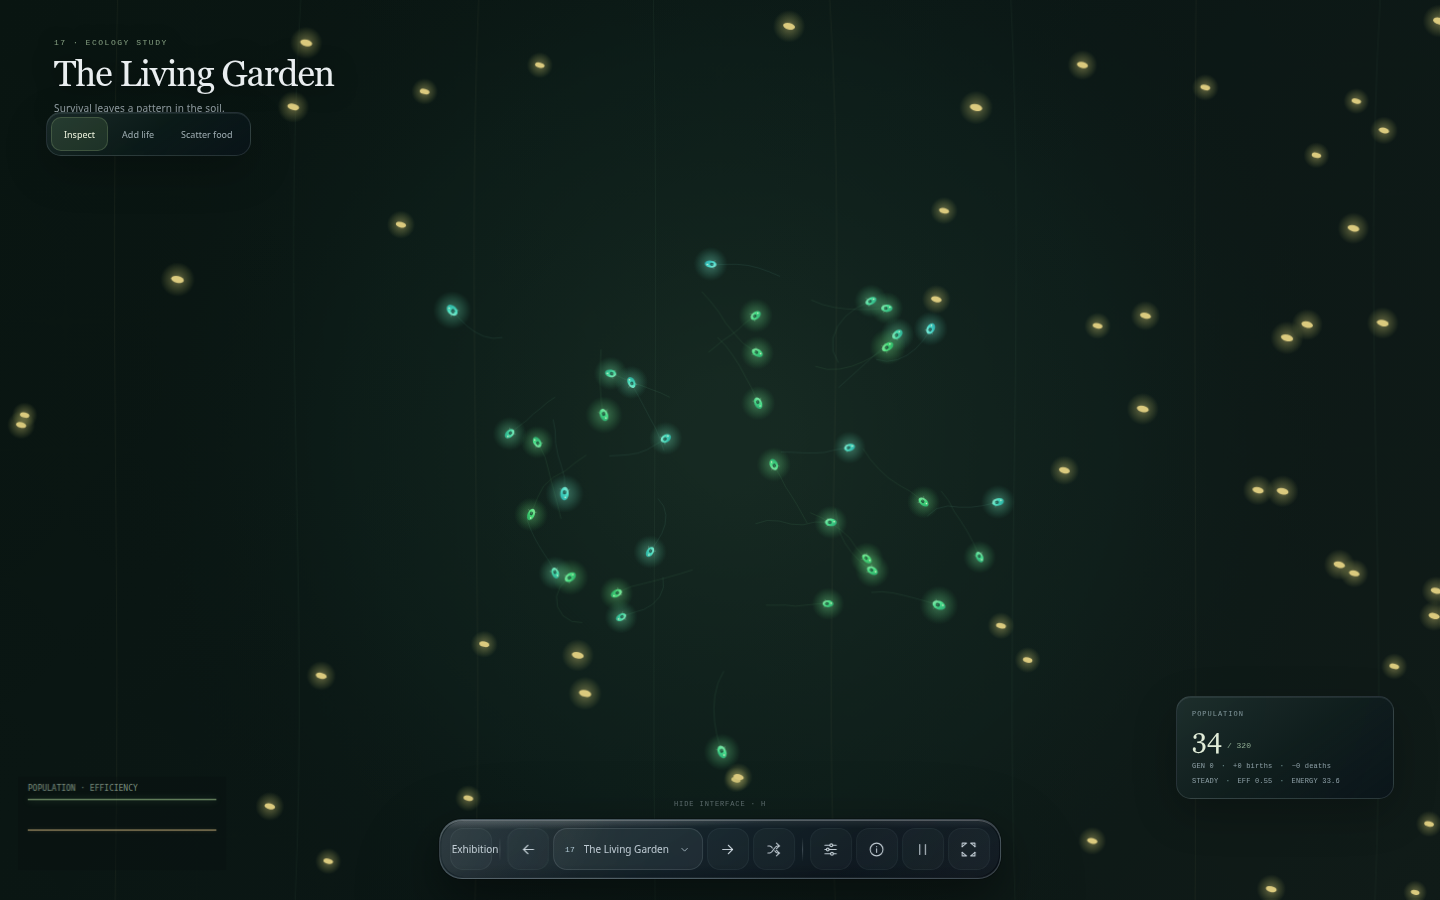 17 · ECOLOGY STUDY
The Living Garden
Survival leaves a pattern in the soil.
Inspect
Add life
Scatter food
POPULATION
34 / 320
GEN 0 · +0 births · −0 deaths
STEADY · EFF 0.55 · ENERGY 33.6
POPULATION · EFFICIENCY
HIDE INTERFACE · H
Exhibition
17 The Living Garden